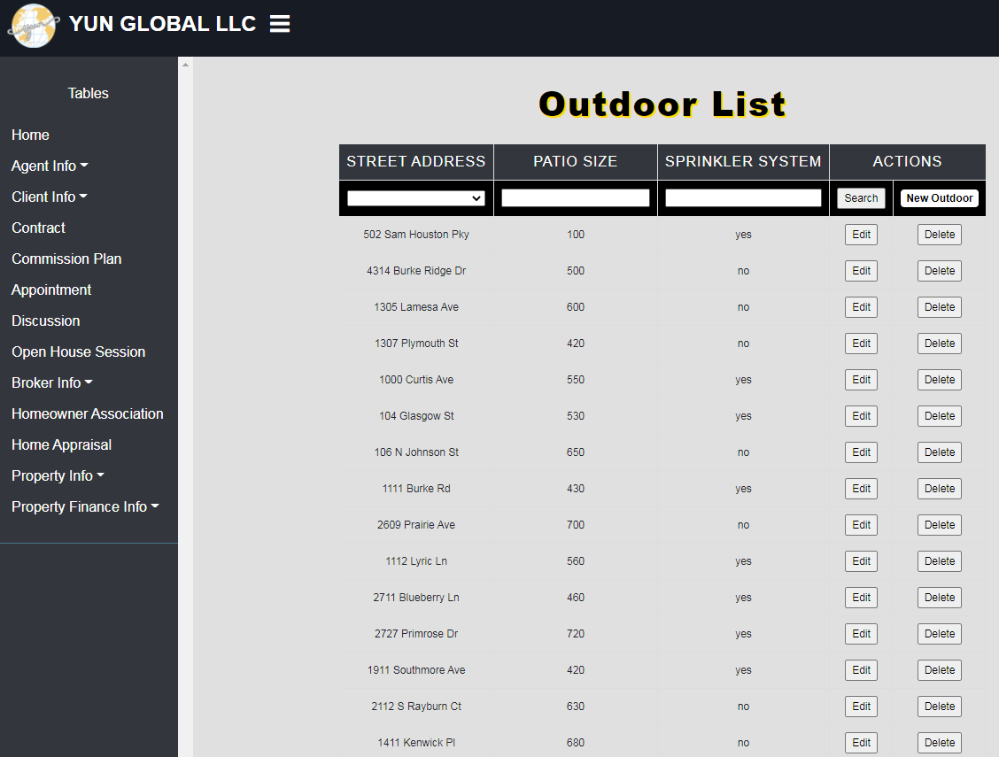 YUN GLOBAL LLC
Tables
Home
Agent Info
Client Info
Contract
Commission Plan
Appointment
Discussion
Open House Session
Broker Info
Homeowner Association
Home Appraisal
Property Info
Property Finance Info
Outdoor List
STREET ADDRESS PATIO SIZE SPRINKLER SYSTEM ACTIONS
Search New Outdoor
502 Sam Houston Pky 100 yes Edit Delete
4314 Burke Ridge Dr 500 no Edit Delete
1305 Lamesa Ave 600 no Edit Delete
1307 Plymouth St 420 no Edit Delete
1000 Curtis Ave 550 yes Edit Delete
104 Glasgow St 530 yes Edit Delete
106 N Johnson St 650 no Edit Delete
1111 Burke Rd 430 yes Edit Delete
2609 Prairie Ave 700 no Edit Delete
1112 Lyric Ln 560 yes Edit Delete
2711 Blueberry Ln 460 yes Edit Delete
2727 Primrose Dr 720 yes Edit Delete
1911 Southmore Ave 420 yes Edit Delete
2112 S Rayburn Ct 630 no Edit Delete
1411 Kenwick Pl 680 no Edit Delete